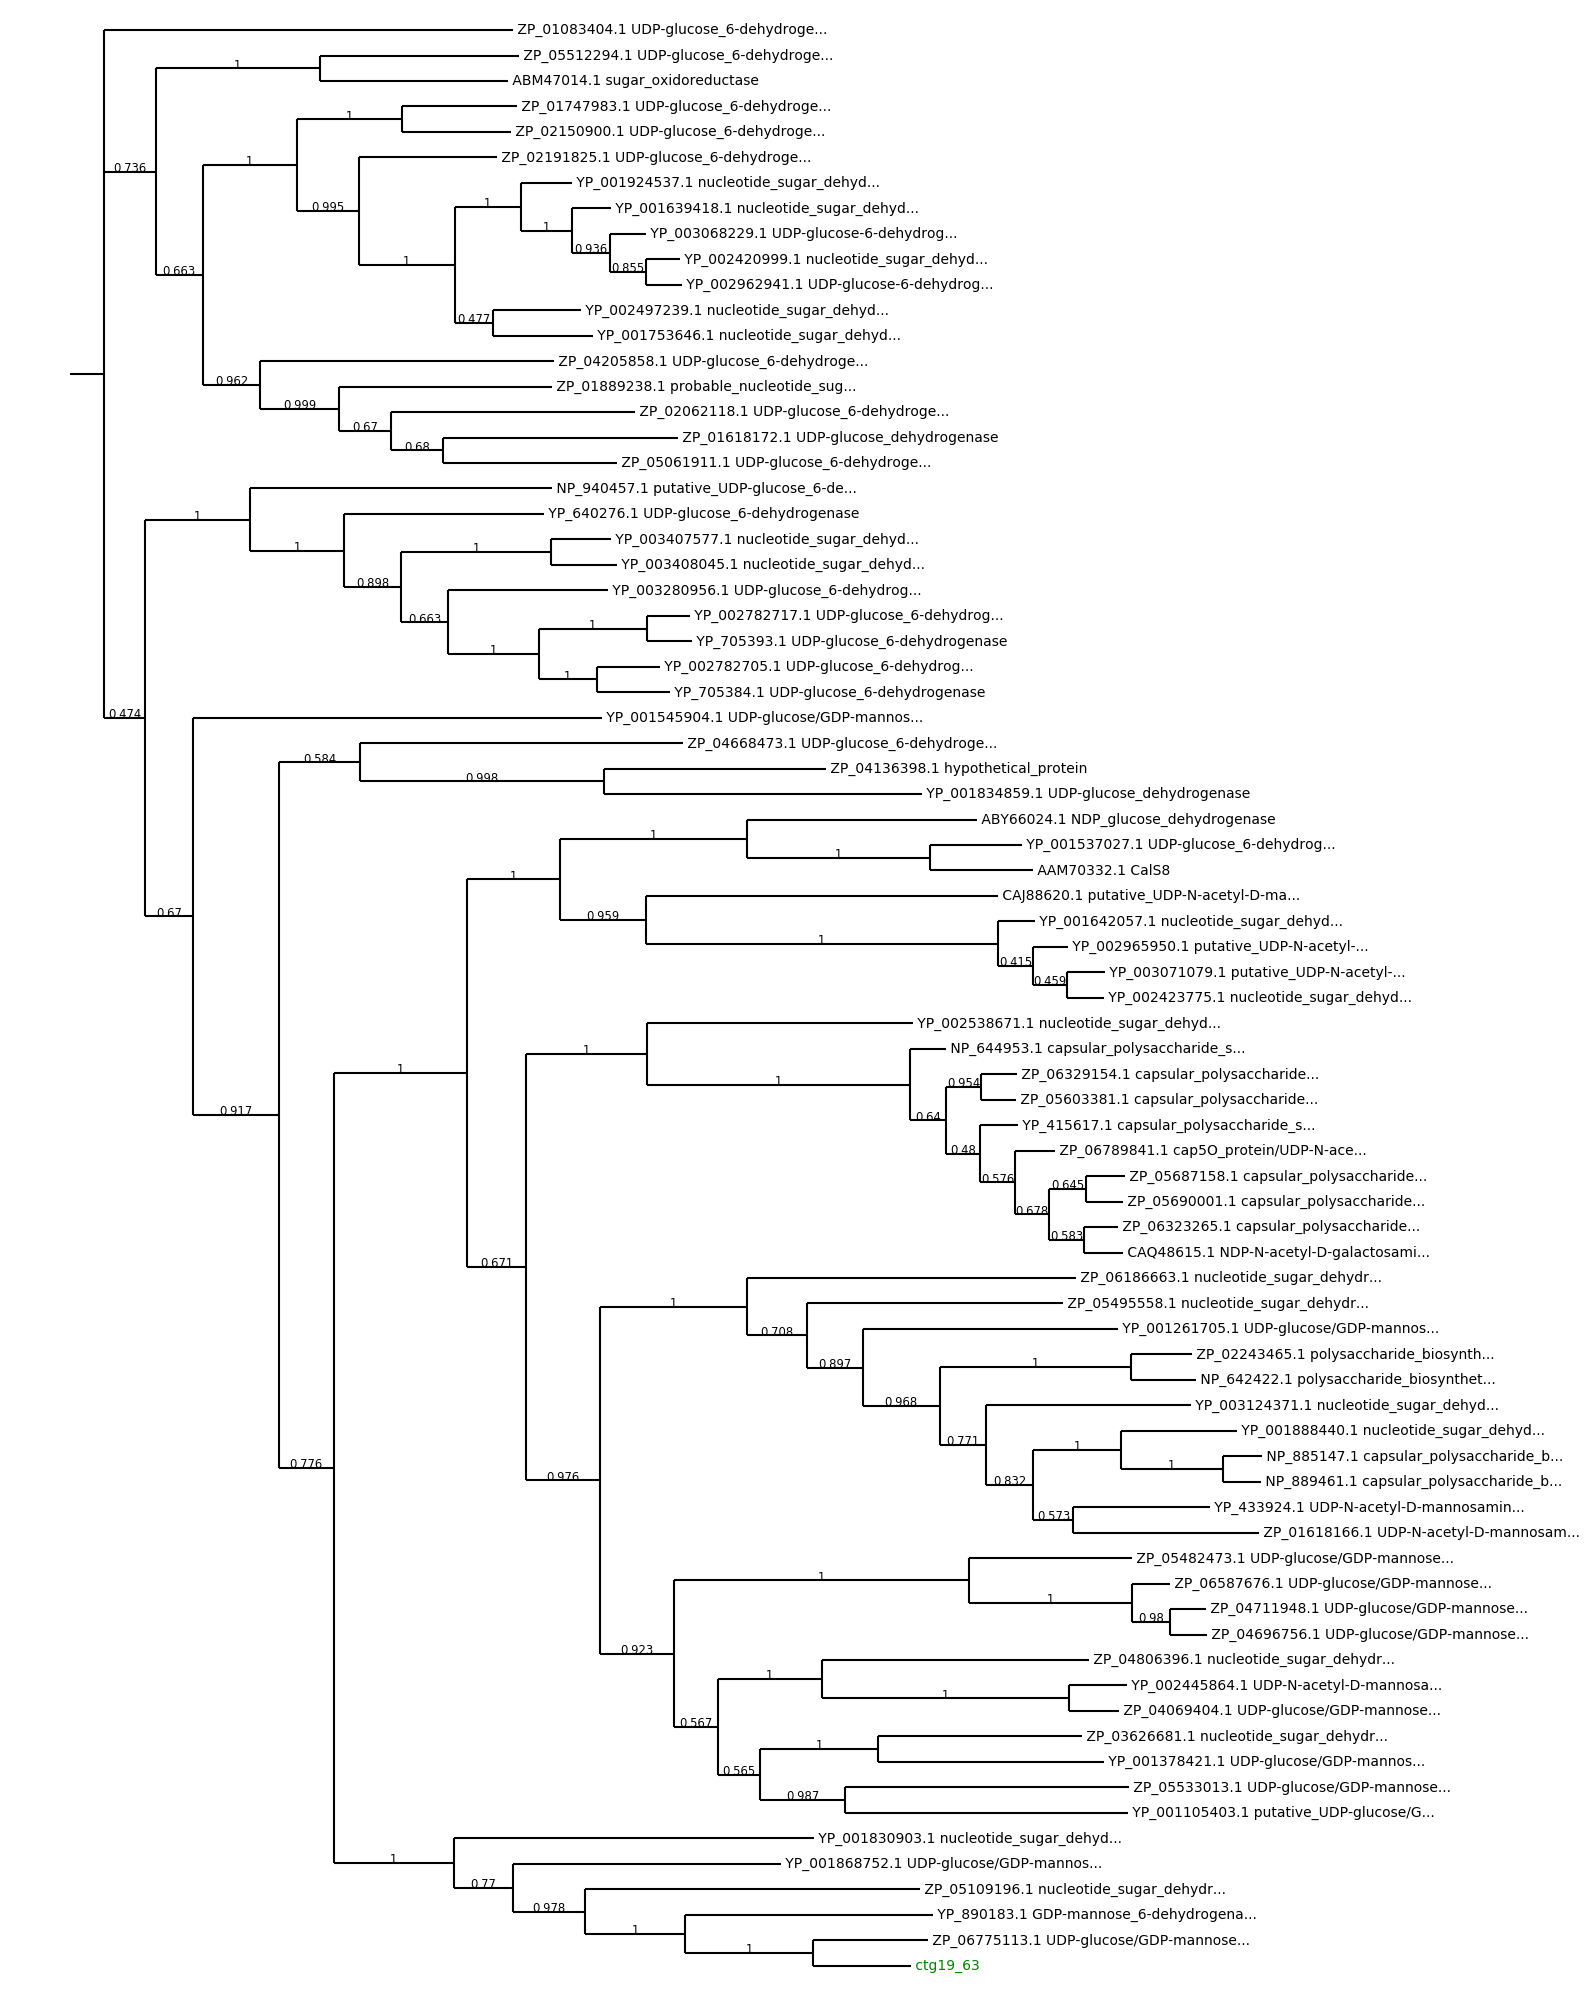 ZP_01083404.1 UDP-glucose_6-dehydroge...
ZP_05512294.1 UDP-glucose_6-dehydroge...
1
ABM47014.1 sugar_oxidoreductase
ZP_01747983.1 UDP-glucose_6-dehydroge...
1
ZP_02150900.1 UDP-glucose_6-dehydroge...
ZP_02191825.1 UDP-glucose_6-dehydroge...
1
0.736
YP_001924537.1 nucleotide_sugar_dehyd...
1
0.995
YP_001639418.1 nucleotide_sugar_dehyd...
1
YP_003068229.1 UDP-glucose-6-dehydrog...
0.936
YP_002420999.1 nucleotide_sugar_dehyd...
1
0.855
0.663
YP_002962941.1 UDP-glucose-6-dehydrog...
YP_002497239.1 nucleotide_sugar_dehyd...
0.477
YP_001753646.1 nucleotide_sugar_dehyd...
ZP_04205858.1 UDP-glucose_6-dehydroge...
0.962
ZP_01889238.1 probable_nucleotide_sug...
0.999
ZP_02062118.1 UDP-glucose_6-dehydroge...
0.67
ZP_01618172.1 UDP-glucose_dehydrogenase
0.68
ZP_05061911.1 UDP-glucose_6-dehydroge...
NP_940457.1 putative_UDP-glucose_6-de...
1
YP_640276.1 UDP-glucose_6-dehydrogenase
YP_003407577.1 nucleotide_sugar_dehyd...
1
1
YP_003408045.1 nucleotide_sugar_dehyd...
0.898
YP_003280956.1 UDP-glucose_6-dehydrog...
YP_002782717.1 UDP-glucose_6-dehydrog...
0.663
1
YP_705393.1 UDP-glucose_6-dehydrogenase
1
YP_002782705.1 UDP-glucose_6-dehydrog...
1
YP_705384.1 UDP-glucose_6-dehydrogenase
0.474
YP_001545904.1 UDP-glucose/GDP-mannos...
ZP_04668473.1 UDP-glucose_6-dehydroge...
0.584
ZP_04136398.1 hypothetical_protein
0.998
YP_001834859.1 UDP-glucose_dehydrogenase
ABY66024.1 NDP_glucose_dehydrogenase
1
YP_001537027.1 UDP-glucose_6-dehydrog...
1
AAM70332.1 CalS8
1
CAJ88620.1 putative_UDP-N-acetyl-D-ma...
0.67
0.959
YP_001642057.1 nucleotide_sugar_dehyd...
1
YP_002965950.1 putative_UDP-N-acetyl-...
0.415
YP_003071079.1 putative_UDP-N-acetyl-...
0.459
YP_002423775.1 nucleotide_sugar_dehyd...
YP_002538671.1 nucleotide_sugar_dehyd...
1
NP_644953.1 capsular_polysaccharide_s...
1
ZP_06329154.1 capsular_polysaccharide...
1
0.954
ZP_05603381.1 capsular_polysaccharide...
0.917
0.64
YP_415617.1 capsular_polysaccharide_s...
0.48
ZP_06789841.1 cap5O_protein/UDP-N-ace...
ZP_05687158.1 capsular_polysaccharide...
0.576
0.645
ZP_05690001.1 capsular_polysaccharide...
0.678
ZP_06323265.1 capsular_polysaccharide...
0.583
CAQ48615.1 NDP-N-acetyl-D-galactosami...
0.671
ZP_06186663.1 nucleotide_sugar_dehydr...
1
ZP_05495558.1 nucleotide_sugar_dehydr...
0.708
YP_001261705.1 UDP-glucose/GDP-mannos...
ZP_02243465.1 polysaccharide_biosynth...
0.897
1
NP_642422.1 polysaccharide_biosynthet...
0.968
YP_003124371.1 nucleotide_sugar_dehyd...
YP_001888440.1 nucleotide_sugar_dehyd...
0.771
1
NP_885147.1 capsular_polysaccharide_b...
0.776
1
0.976
0.832
NP_889461.1 capsular_polysaccharide_b...
YP_433924.1 UDP-N-acetyl-D-mannosamin...
0.573
ZP_01618166.1 UDP-N-acetyl-D-mannosam...
ZP_05482473.1 UDP-glucose/GDP-mannose...
1
ZP_06587676.1 UDP-glucose/GDP-mannose...
1
ZP_04711948.1 UDP-glucose/GDP-mannose...
0.98
ZP_04696756.1 UDP-glucose/GDP-mannose...
0.923
ZP_04806396.1 nucleotide_sugar_dehydr...
1
YP_002445864.1 UDP-N-acetyl-D-mannosa...
1
ZP_04069404.1 UDP-glucose/GDP-mannose...
0.567
ZP_03626681.1 nucleotide_sugar_dehydr...
1
YP_001378421.1 UDP-glucose/GDP-mannos...
0.565
ZP_05533013.1 UDP-glucose/GDP-mannose...
0.987
YP_001105403.1 putative_UDP-glucose/G...
YP_001830903.1 nucleotide_sugar_dehyd...
1
YP_001868752.1 UDP-glucose/GDP-mannos...
0.77
ZP_05109196.1 nucleotide_sugar_dehydr...
0.978
YP_890183.1 GDP-mannose_6-dehydrogena...
1
ZP_06775113.1 UDP-glucose/GDP-mannose...
1
ctg19_63